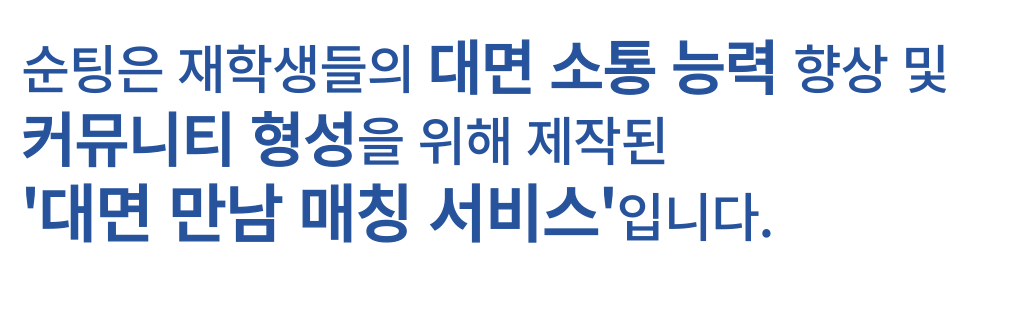 순팅은 재학생들의 대면 소통 능력 향상 및
커뮤니티 형성을 위해 제작된
'대면 만남 매칭 서비스'입니다.